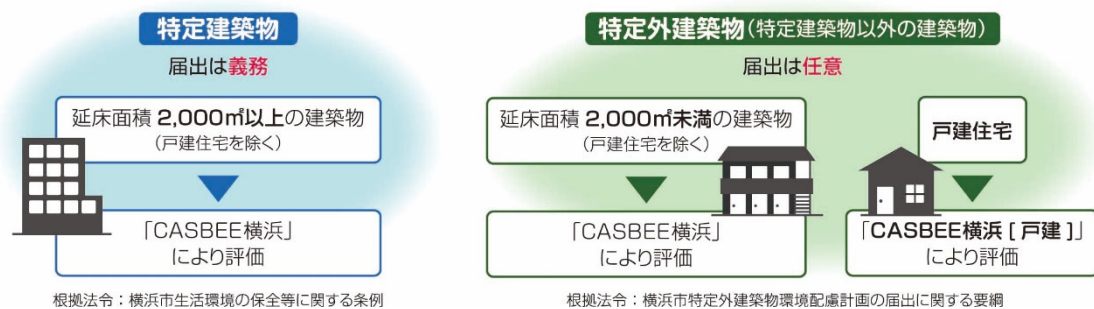 特定建築物
届出は義務
延床面積 2,000㎡以上の建築物
（戸建住宅を除く）
「CASBEE横浜」
により評価
根拠法令：横浜市生活環境の保全等に関する条例
特定外建築物（特定建築物以外の建築物）
届出は任意
延床面積 2,000㎡未満の建築物
（戸建住宅を除く）
「CASBEE横浜」
により評価
戸建住宅
「CASBEE横浜［戸建］」
により評価
根拠法令：横浜市特定外建築物環境配慮計画の届出に関する要綱